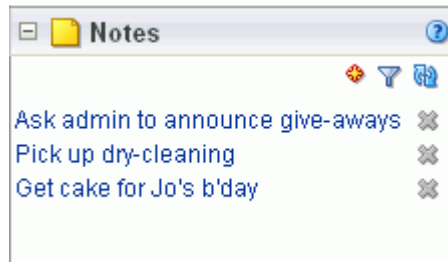 Notes
?
Ask admin to announce give-aways
Pick up dry-cleaning
Get cake for Jo's b'day